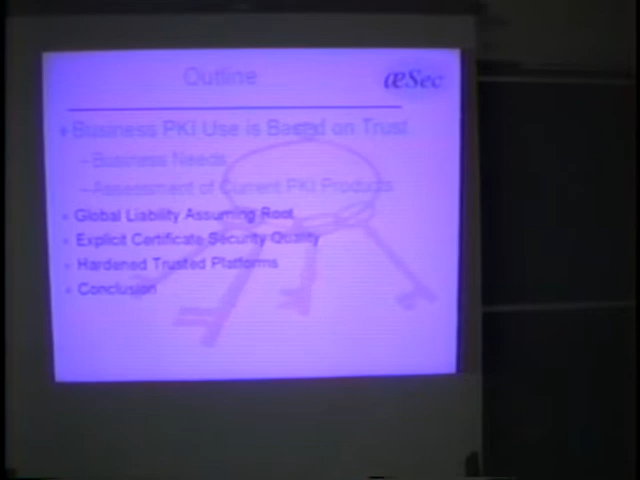 Outline
æSec
• Business PKI Use is Based on Trust
–Business Needs
–Assessment of Current PKI Products
• Global Liability Assuming Root
• Explicit Certificate Security Quality
• Hardened Trusted Platforms
• Conclusion